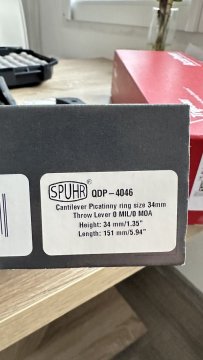 SPUHR QDP-4046
Cantilever Picatinny ring size 34mm
Throw Lever 0 MIL/0 MOA
Height: 34 mm/1.35"
Length: 151 mm/5.94"